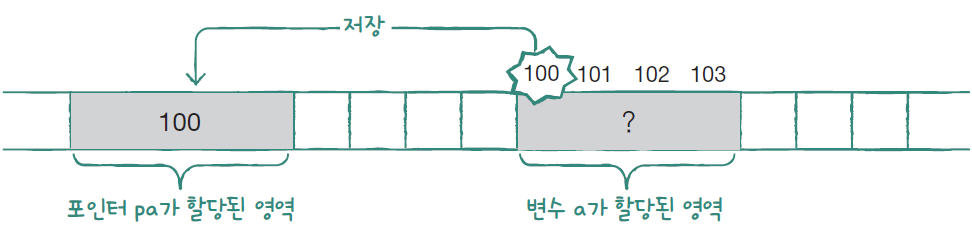 저장
100 101 102 103
100
?
포인터 pa가 할당된 영역
변수 a가 할당된 영역